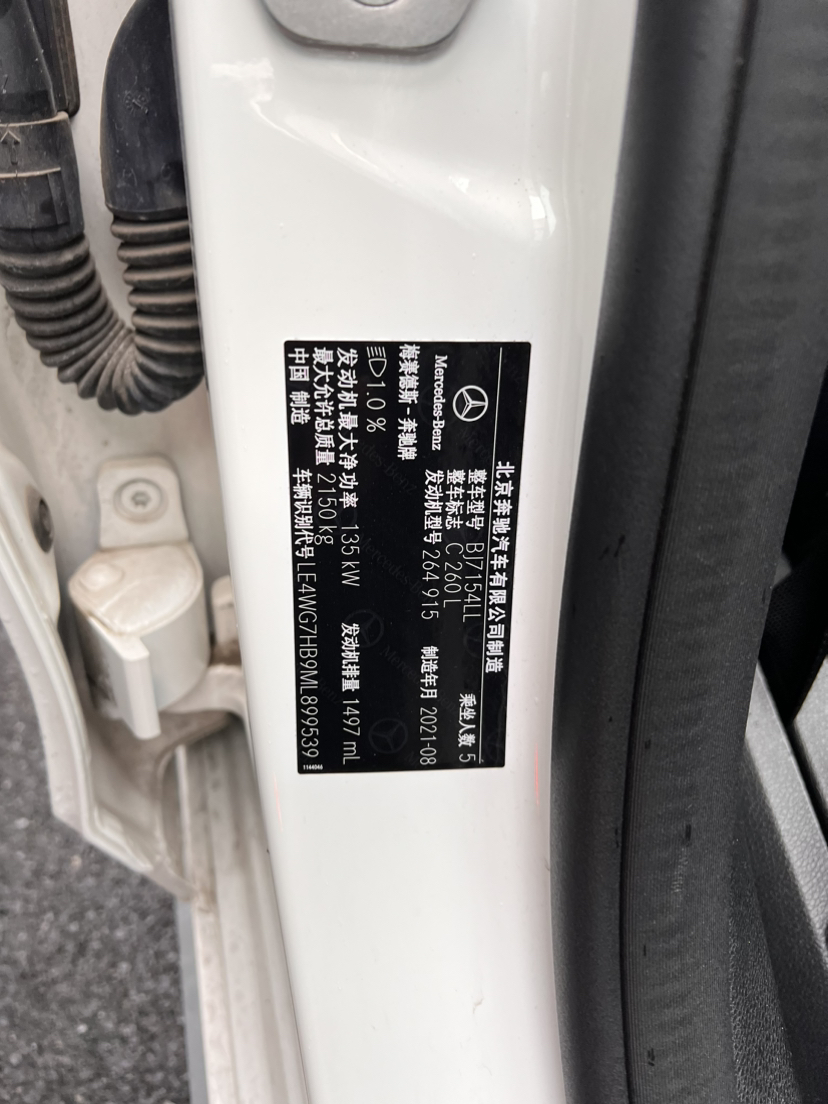 北京奔驰汽车有限公司制造
Mercedes-Benz
梅赛德斯-奔驰牌
整车型号 BJ7154LL 乘坐人数 5
整车标志 C 260 L
发动机型号 264 915 制造年月 2021-08
1.0 %
发动机最大净功率 135 kW 发动机排量 1497 mL
最大允许总质量 2150 kg
中国 制造 车辆识别代号 LE4WG7HB9ML899539
1144046